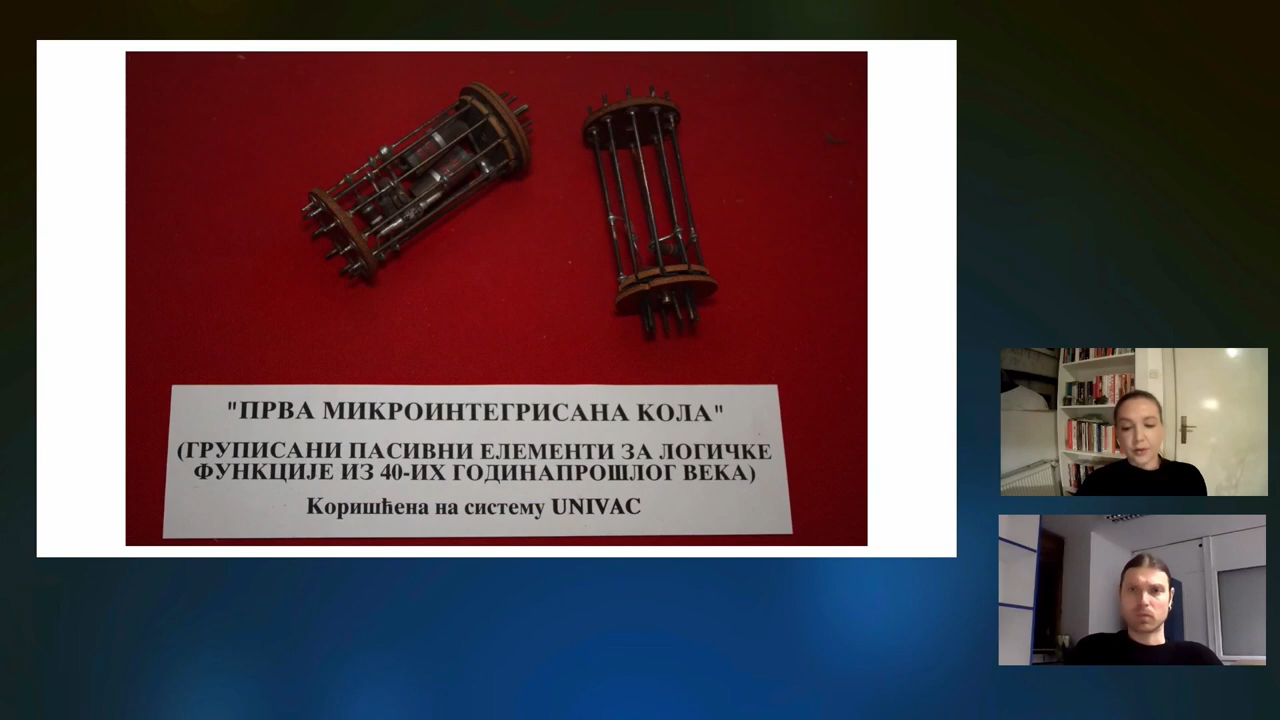 "ПРВА МИКРОИНТЕГРИСАНА КОЛА"
(ГРУПИСАНИ ПАСИВНИ ЕЛЕМЕНТИ ЗА ЛОГИЧКЕ
ФУНКЦИЈЕ ИЗ 40-ИХ ГОДИНАПРОШЛОГ ВЕКА)
Коришћена на систему UNIVAC